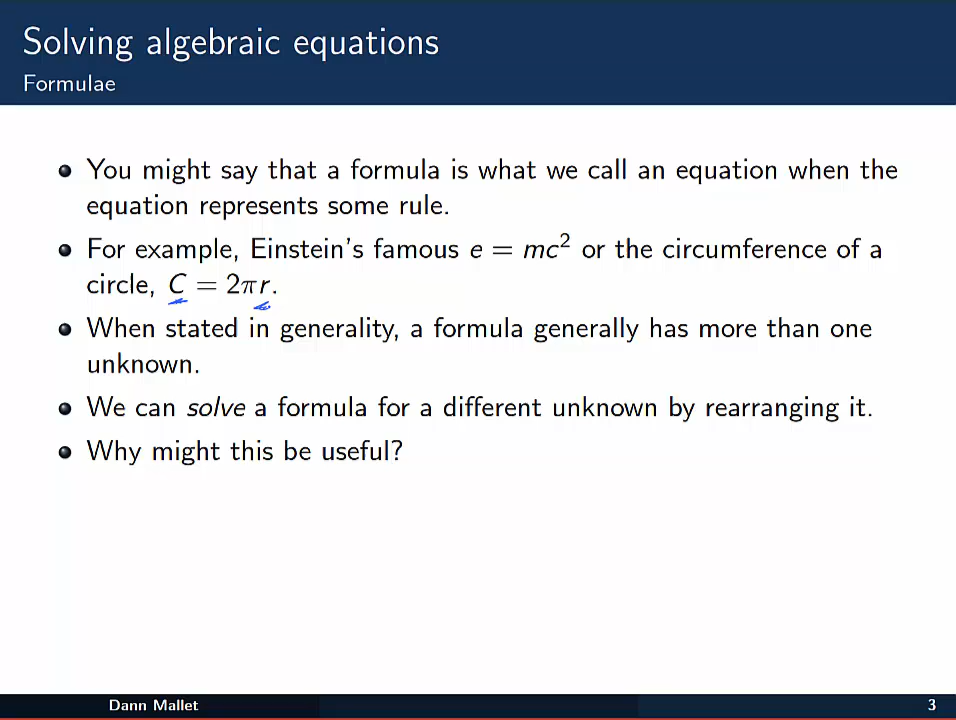 Solving algebraic equations
Formulae
You might say that a formula is what we call an equation when the
equation represents some rule.
For example, Einstein's famous e = mc² or the circumference of a
circle, C = 2πr.
When stated in generality, a formula generally has more than one
unknown.
We can solve a formula for a different unknown by rearranging it.
Why might this be useful?
Dann Mallet
3